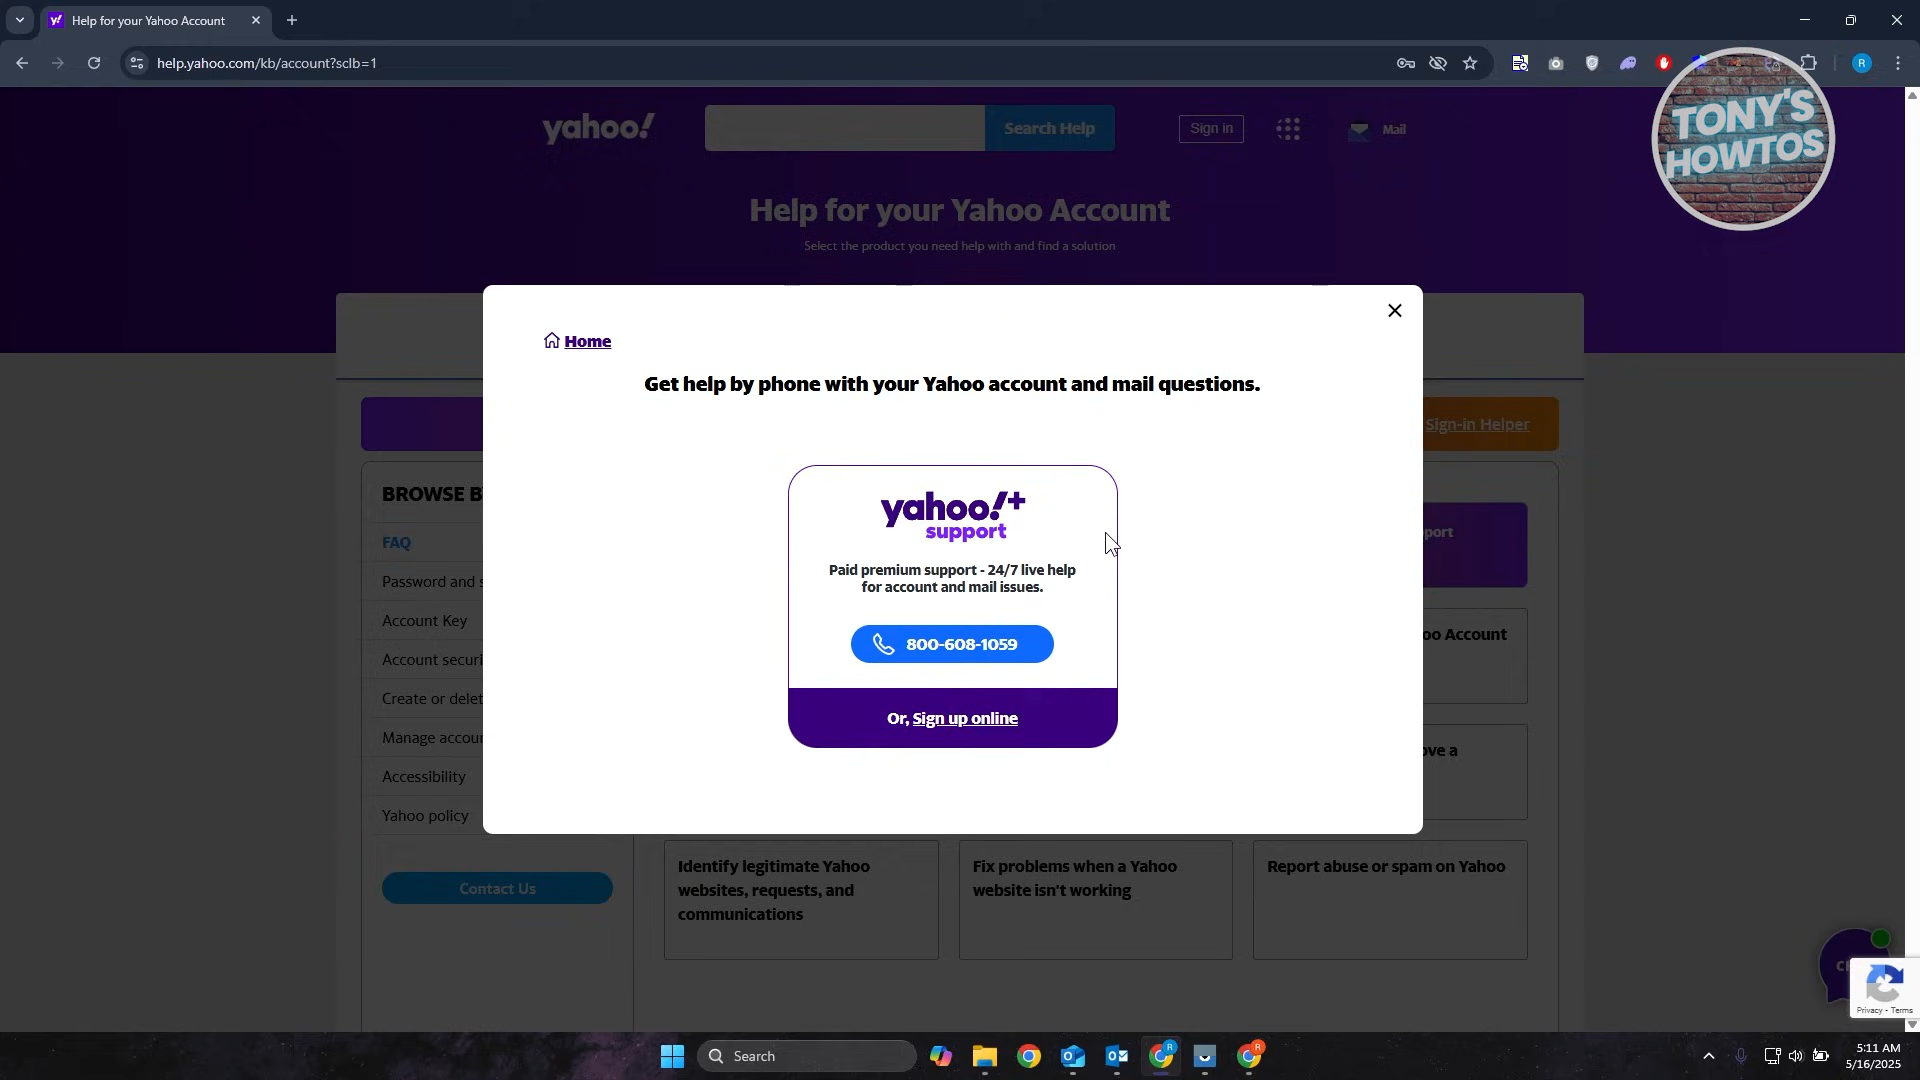 Help for your Yahoo Account
help.yahoo.com/kb/account?sclb=1
R
TONY'S
HOWTOS
yahoo!
Search Help
Sign in
Mail
Help for your Yahoo Account
Select the product you need help with and find a solution
Home
Get help by phone with your Yahoo account and mail questions.
Sign-in Helper
yahoo!+
support
Paid premium support - 24/7 live help
for account and mail issues.
800-608-1059
Or, Sign up online
BROWSE B
FAQ
Password and s
Account Key
Account securi
Create or delet
Manage accour
Accessibility
Yahoo policy
Contact Us
port
oo Account
ove a
Identify legitimate Yahoo
websites, requests, and
communications
Fix problems when a Yahoo
website isn't working
Report abuse or spam on Yahoo
Privacy - Terms
Search
R
R
5:11 AM
5/16/2025